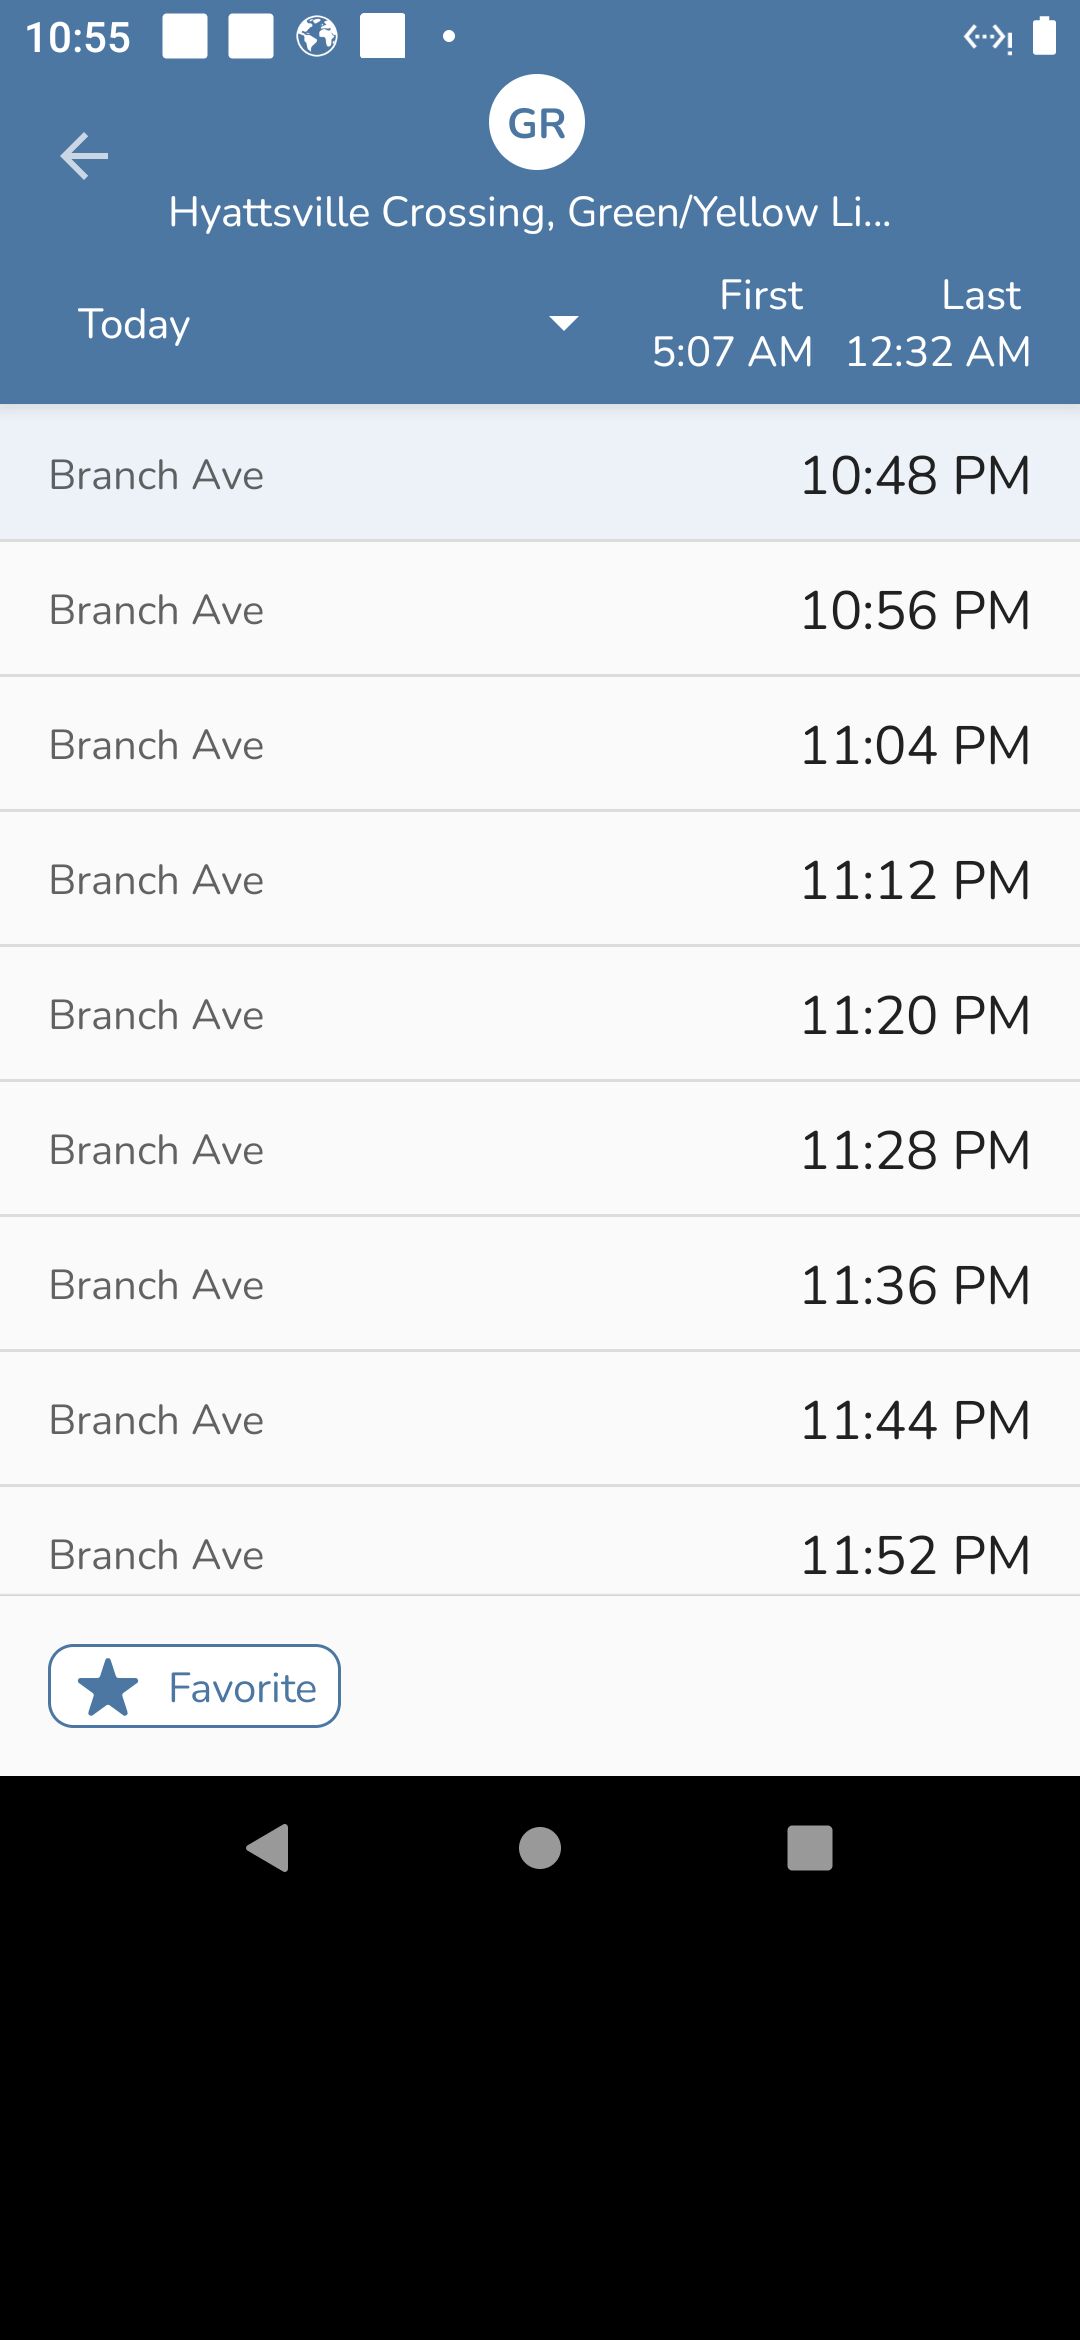 10:55
GR
Hyattsville Crossing, Green/Yellow Li...
Today
First
5:07 AM
Last
12:32 AM
Branch Ave 10:48 PM
Branch Ave 10:56 PM
Branch Ave 11:04 PM
Branch Ave 11:12 PM
Branch Ave 11:20 PM
Branch Ave 11:28 PM
Branch Ave 11:36 PM
Branch Ave 11:44 PM
Branch Ave 11:52 PM
Favorite